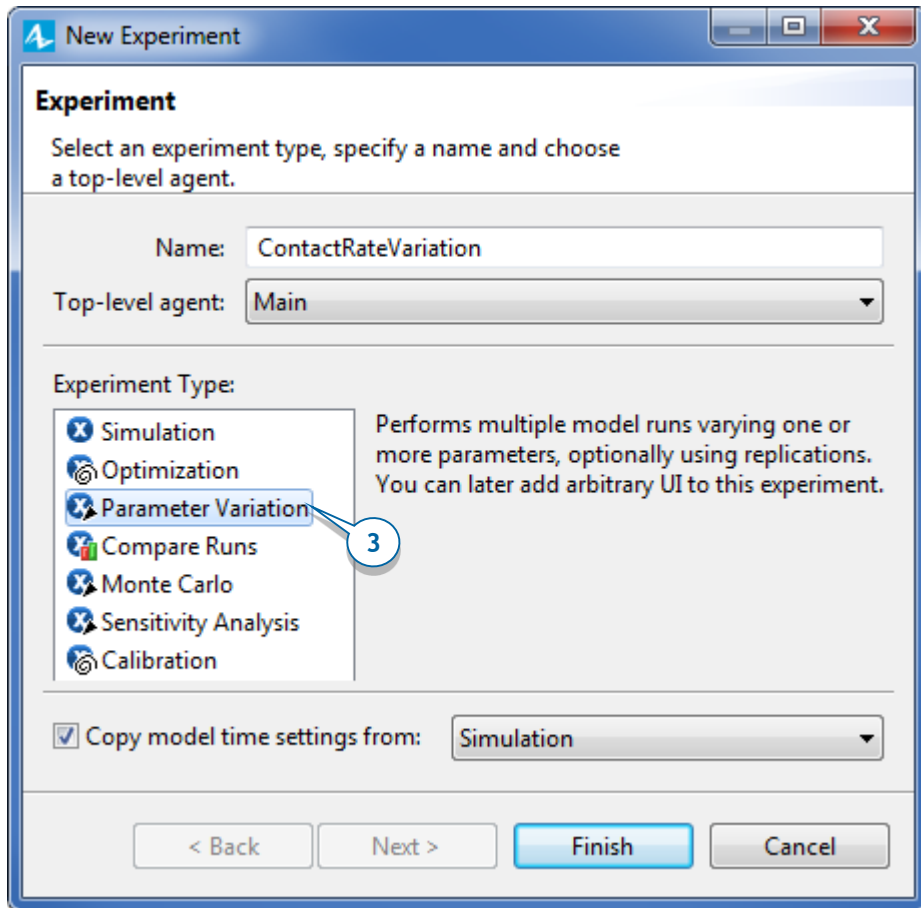 New Experiment
Experiment
Select an experiment type, specify a name and choose
a top-level agent.
Name: ContactRateVariation
Top-level agent: Main
Experiment Type:
Simulation
Optimization
Parameter Variation
Compare Runs
Monte Carlo
Sensitivity Analysis
Calibration
Performs multiple model runs varying one or
more parameters, optionally using replications.
You can later add arbitrary UI to this experiment.
3
Copy model time settings from: Simulation
< Back Next > Finish Cancel